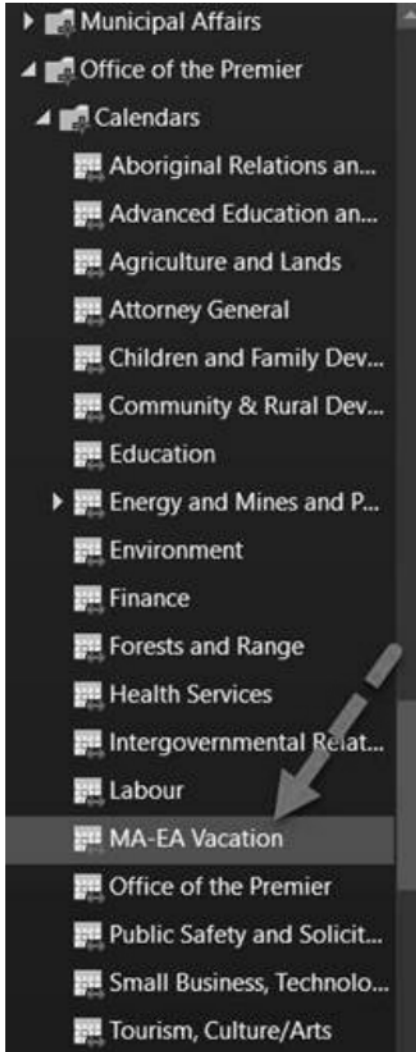 Municipal Affairs
Office of the Premier
Calendars
Aboriginal Relations an...
Advanced Education an...
Agriculture and Lands
Attorney General
Children and Family Dev...
Community & Rural Dev...
Education
Energy and Mines and P...
Environment
Finance
Forests and Range
Health Services
Intergovernmental Relat...
Labour
MA-EA Vacation
Office of the Premier
Public Safety and Solicit...
Small Business, Technolo...
Tourism, Culture/Arts